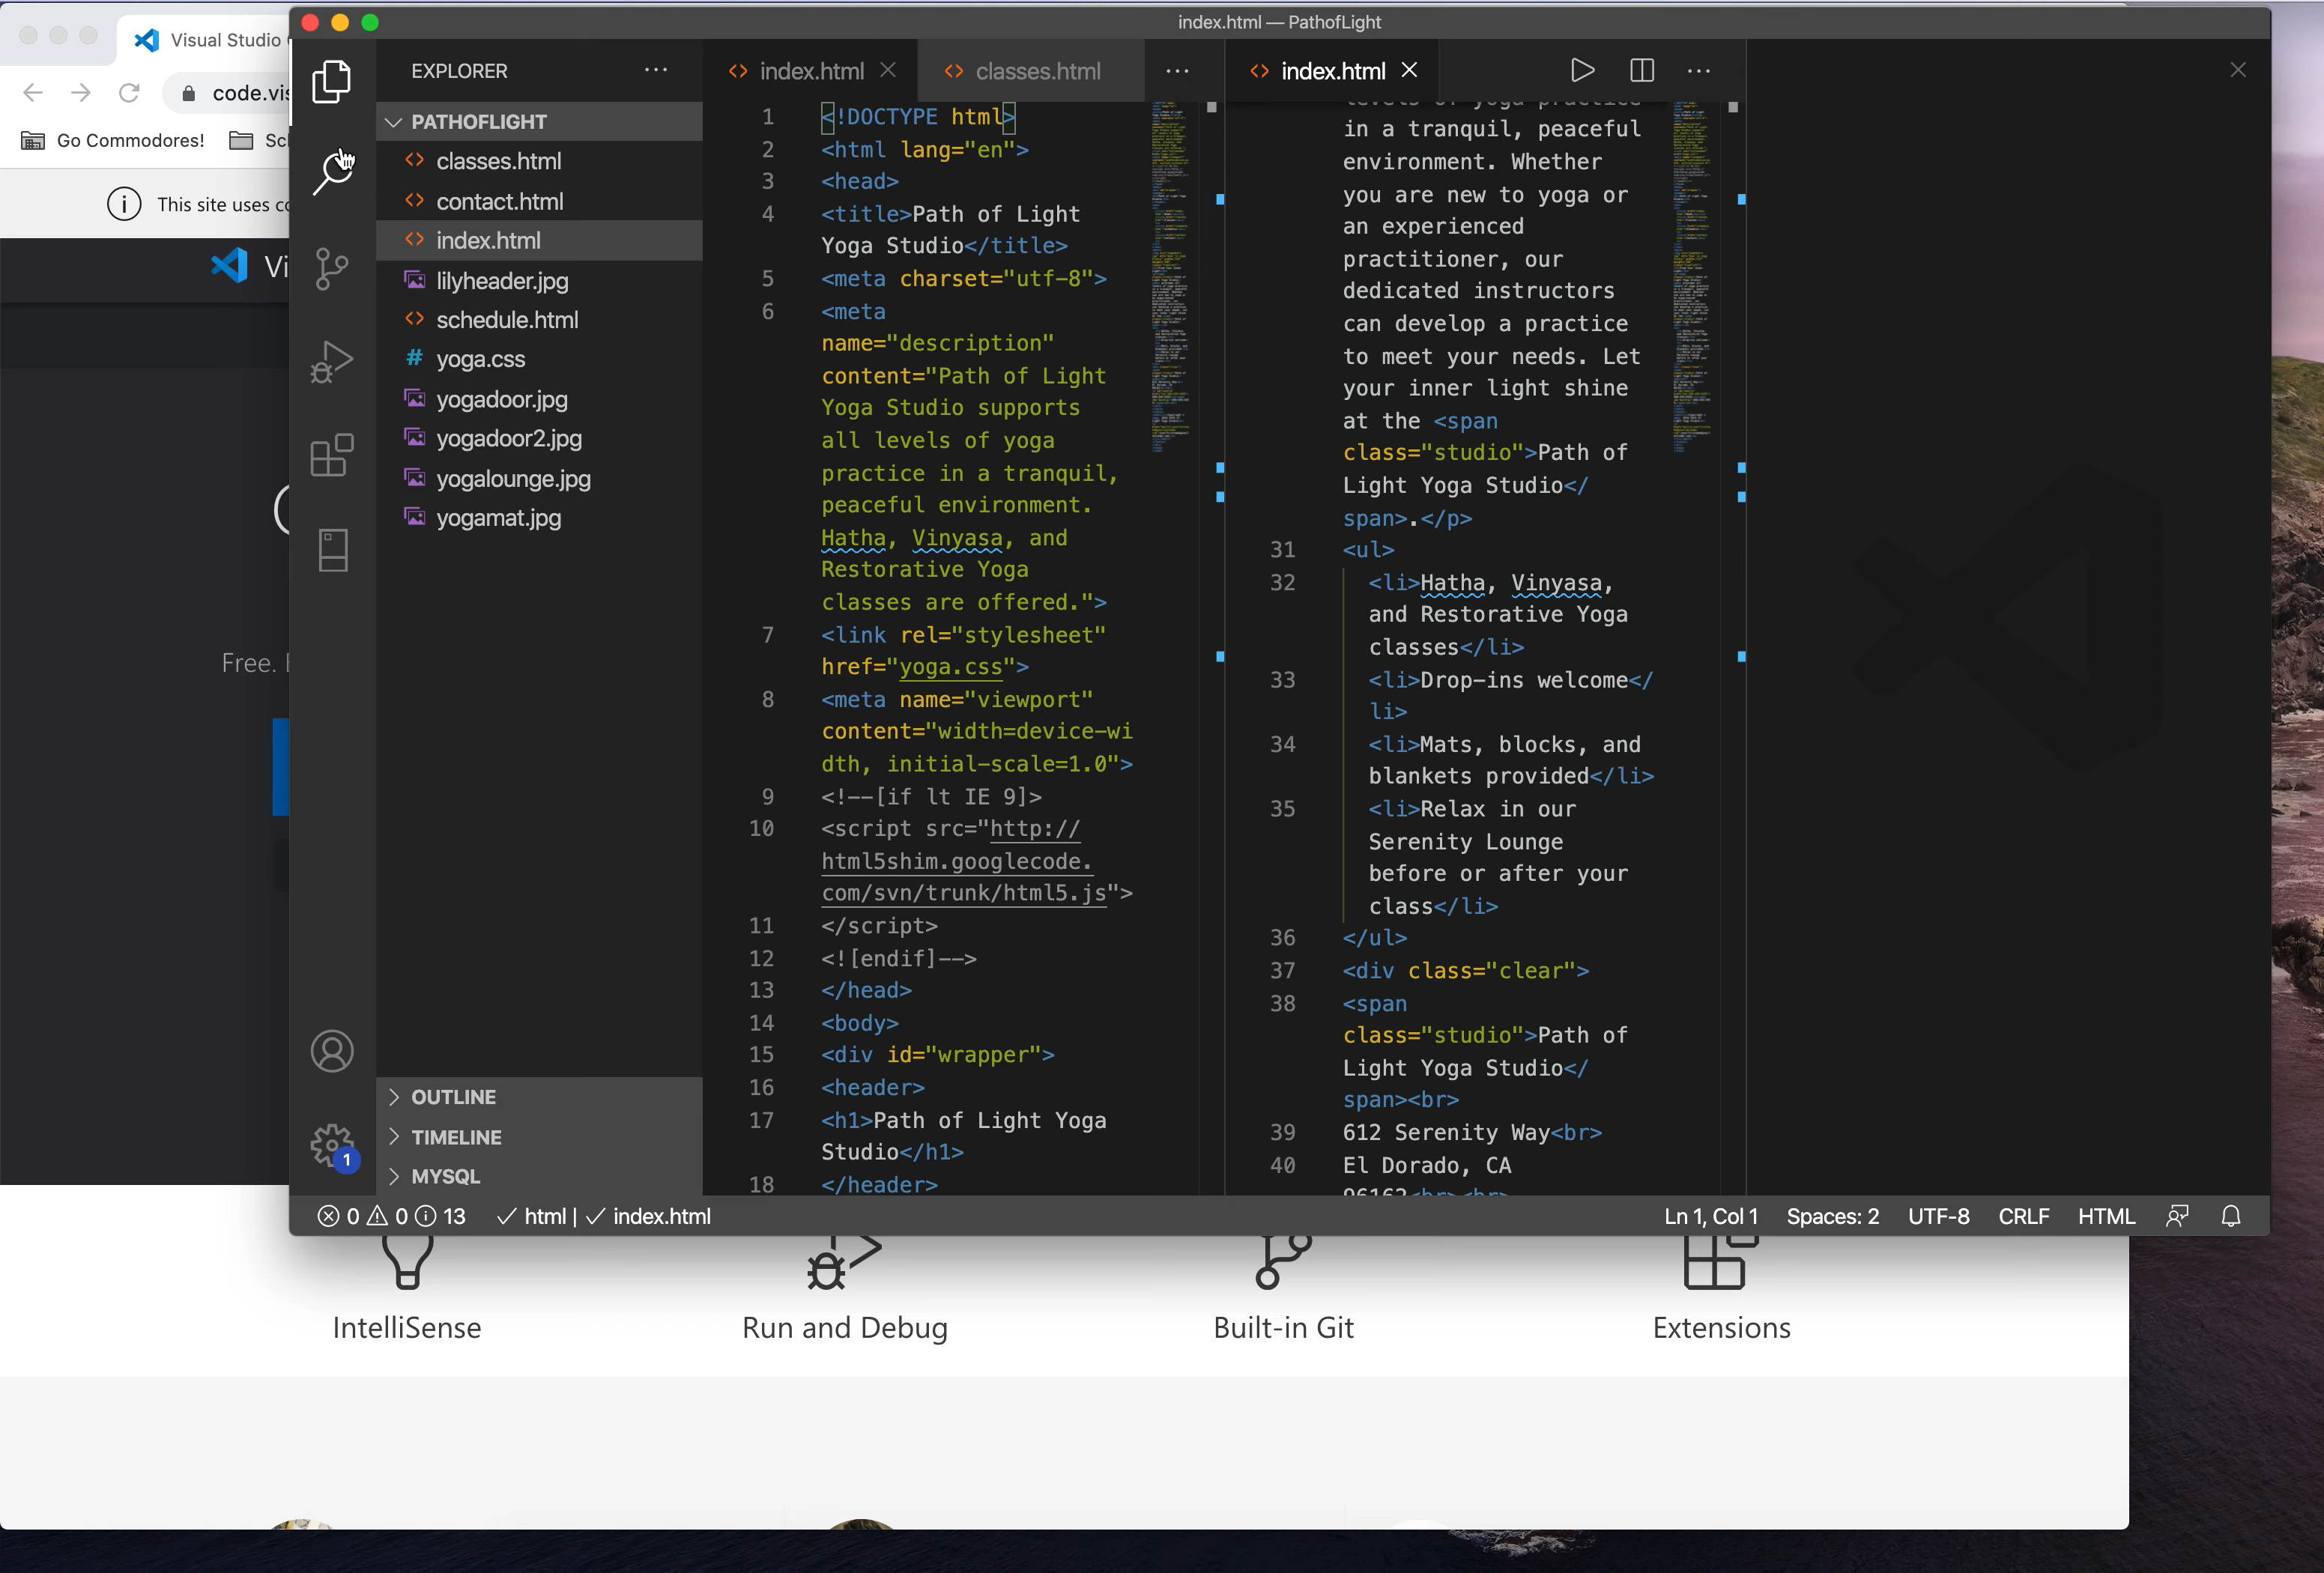 Visual Studio
code.vis
Go Commodores!
This site uses co
Vi
Free.
index.html — PathofLight
EXPLORER
PATHOFLIGHT
classes.html
contact.html
index.html
lilyheader.jpg
schedule.html
yoga.css
yogadoor.jpg
yogadoor2.jpg
yogalounge.jpg
yogamat.jpg
OUTLINE
TIMELINE
MYSQL
index.html
classes.html
1 <!DOCTYPE html>
2 <html lang="en">
3 <head>
4 <title>Path of Light
Yoga Studio</title>
5 <meta charset="utf-8">
6 <meta
name="description"
content="Path of Light
Yoga Studio supports
all levels of yoga
practice in a tranquil,
peaceful environment.
Hatha, Vinyasa, and
Restorative Yoga
classes are offered.">
7 <link rel="stylesheet"
href="yoga.css">
8 <meta name="viewport"
content="width=device-wi
dth, initial-scale=1.0">
9 <!--[if lt IE 9]>
10 <script src="http://
html5shim.googlecode.
com/svn/trunk/html5.js">
11 </script>
12 <![endif]-->
13 </head>
14 <body>
15 <div id="wrapper">
16 <header>
17 <h1>Path of Light Yoga
Studio</h1>
18 </header>
index.html
levels of yoga practice
in a tranquil, peaceful
environment. Whether
you are new to yoga or
an experienced
practitioner, our
dedicated instructors
can develop a practice
to meet your needs. Let
your inner light shine
at the <span
class="studio">Path of
Light Yoga Studio</
span>.</p>
31 <ul>
32 <li>Hatha, Vinyasa,
and Restorative Yoga
classes</li>
33 <li>Drop-ins welcome</
li>
34 <li>Mats, blocks, and
blankets provided</li>
35 <li>Relax in our
Serenity Lounge
before or after your
class</li>
36 </ul>
37 <div class="clear">
38 <span
class="studio">Path of
Light Yoga Studio</
span><br>
39 612 Serenity Way<br>
40 El Dorado, CA
96162<br><br>
1
0 0 13 html | index.html
Ln 1, Col 1 Spaces: 2 UTF-8 CRLF HTML
IntelliSense
Run and Debug
Built-in Git
Extensions